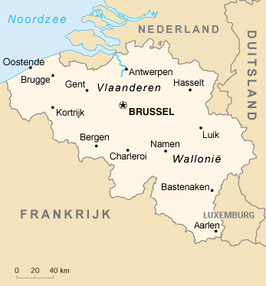 Noordzee
NEDERLAND
DUITSLAND
Oostende
Antwerpen
Brugge
Gent
Vlaanderen
Hasselt
BRUSSEL
Kortrijk
Luik
Bergen
Namen
Charleroi
Wallonië
Bastenaken
FRANKRIJK
LUXEMBURG
Aarlen
0 20 40 km